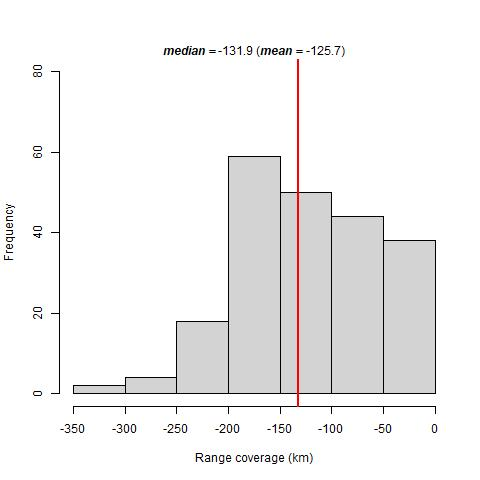 median = -131.9 (mean = -125.7)
80
60
40
20
0
Frequency
-350 -300 -250 -200 -150 -100 -50 0
Range coverage (km)